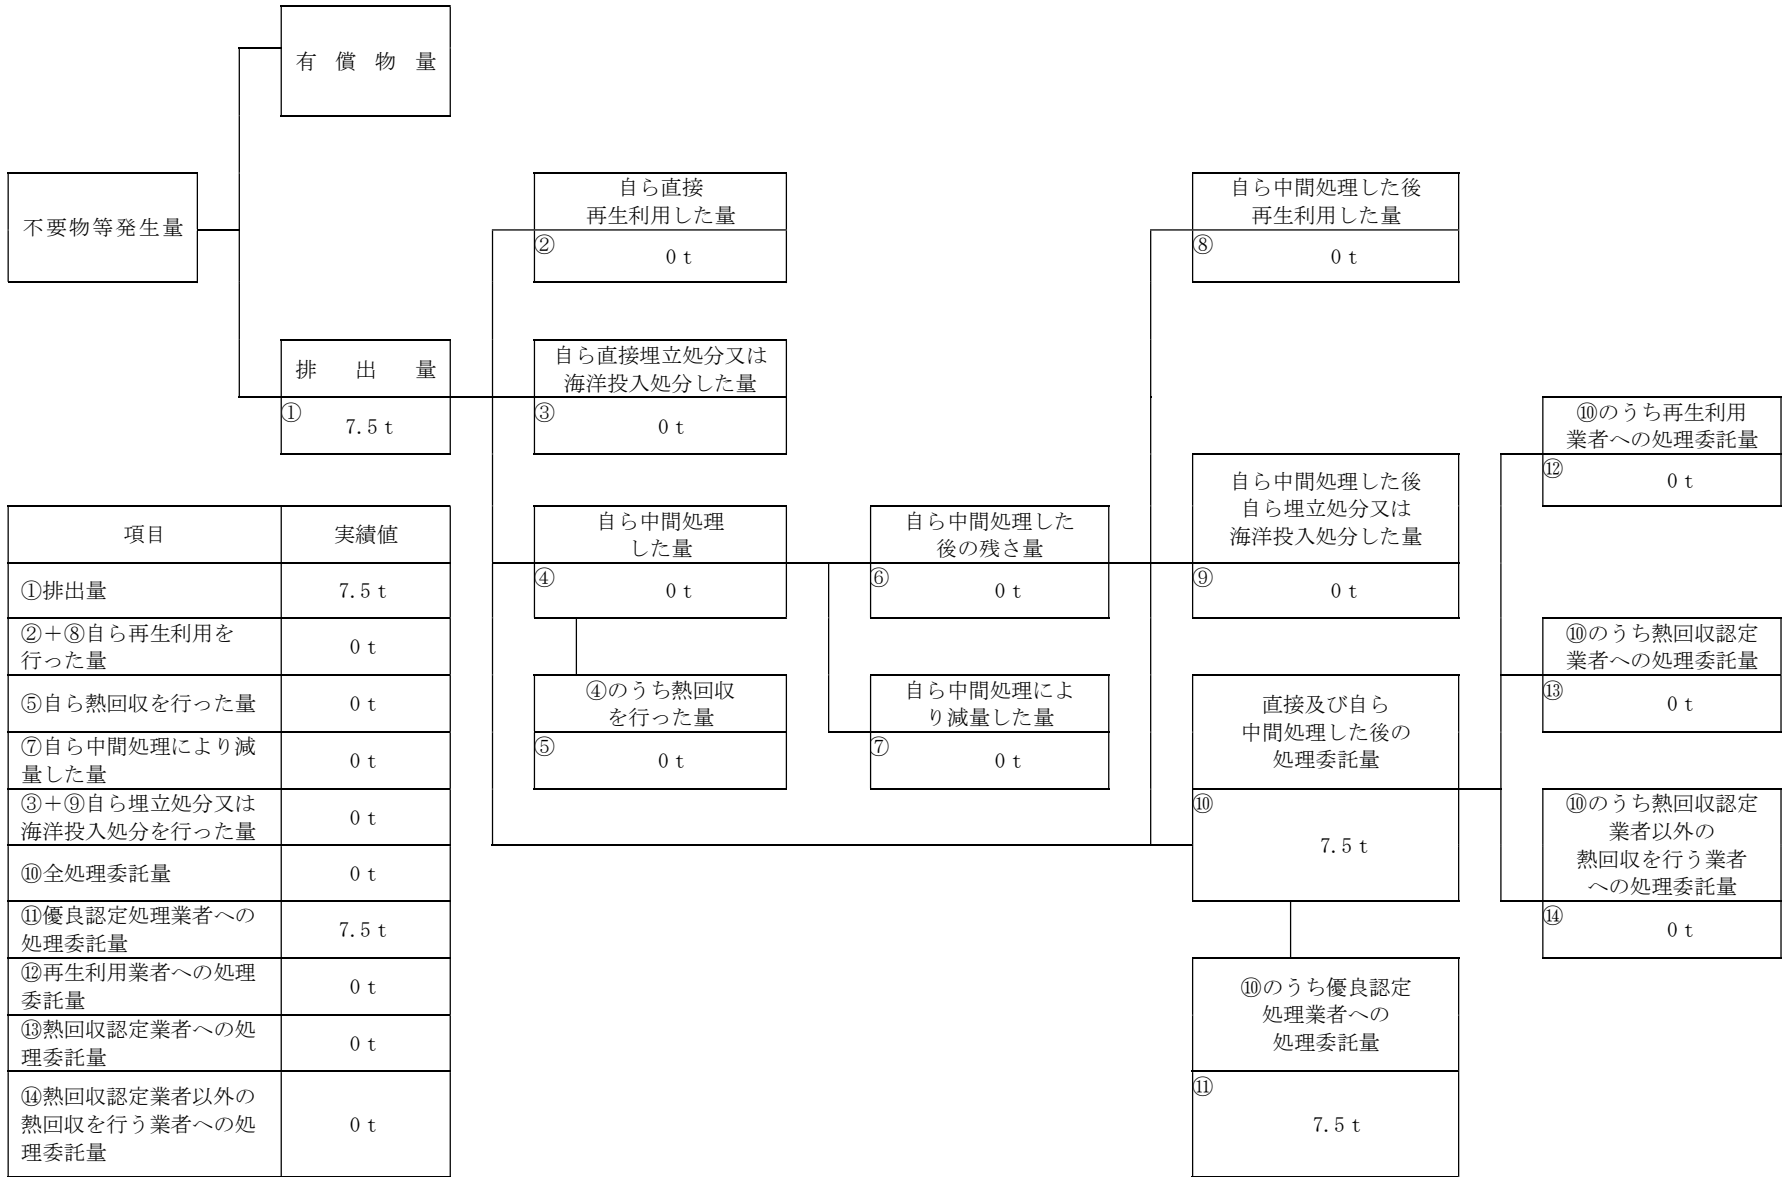 有償物量
不要物等発生量
自ら直接
再生利用した量
②
0 t
自ら中間処理した後
再生利用した量
⑧
0 t
排出量
①
7.5 t
自ら直接埋立処分又は
海洋投入処分した量
③
0 t
⑩のうち再生利用
業者への処理委託量
⑫
0 t
自ら中間処理
した量
④
0 t
自ら中間処理した
後の残さ量
⑥
0 t
自ら中間処理した後
自ら埋立処分又は
海洋投入処分した量
⑨
0 t
⑩のうち熱回収認定
業者への処理委託量
⑬
0 t
④のうち熱回収
を行った量
⑤
0 t
自ら中間処理によ
り減量した量
⑦
0 t
直接及び自ら
中間処理した後の
処理委託量
⑩
7.5 t
⑩のうち熱回収認定
業者以外の
熱回収を行う業者
への処理委託量
⑭
0 t
⑩のうち優良認定
処理業者への
処理委託量
⑪
7.5 t
項目 実績値
①排出量 7.5 t
②+⑧自ら再生利用を
行った量 0 t
⑤自ら熱回収を行った量 0 t
⑦自ら中間処理により減
量した量 0 t
③+⑨自ら埋立処分又は
海洋投入処分を行った量 0 t
⑩全処理委託量 0 t
⑪優良認定処理業者への
処理委託量 7.5 t
⑫再生利用業者への処理
委託量 0 t
⑬熱回収認定業者への処
理委託量 0 t
⑭熱回収認定業者以外の
熱回収を行う業者への処
理委託量 0 t